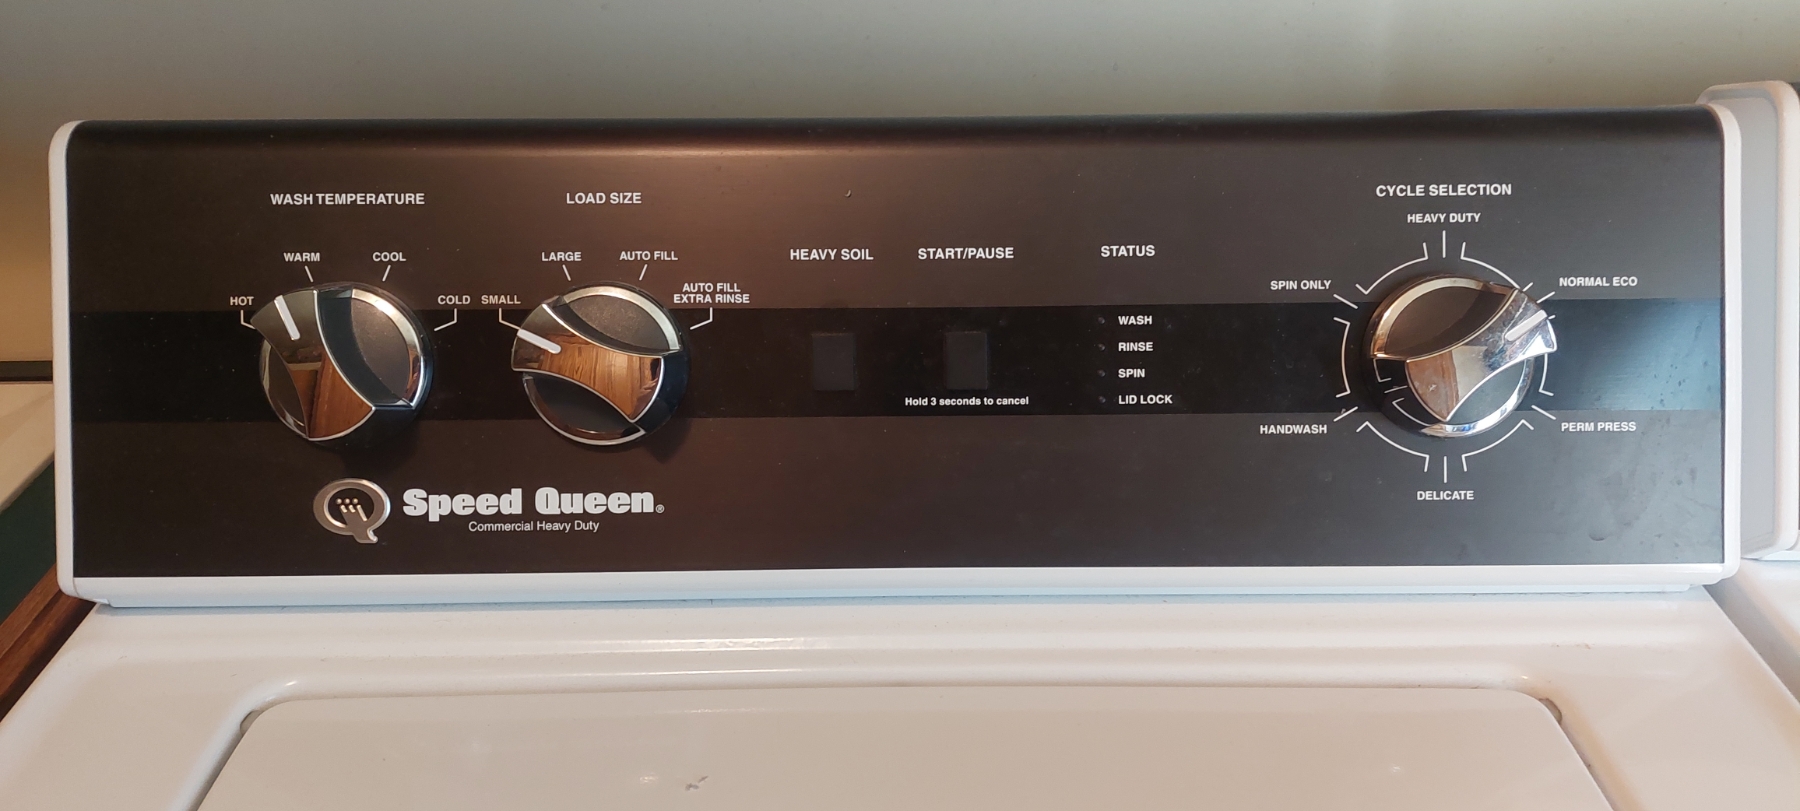 WASH TEMPERATURE
HOT
WARM
COOL
COLD
LOAD SIZE
SMALL
LARGE
AUTO FILL
AUTO FILL
EXTRA RINSE
HEAVY SOIL
START/PAUSE
Hold 3 seconds to cancel
STATUS
WASH
RINSE
SPIN
LID LOCK
CYCLE SELECTION
HEAVY DUTY
SPIN ONLY
NORMAL ECO
HANDWASH
PERM PRESS
DELICATE
Speed Queen®
Commercial Heavy Duty